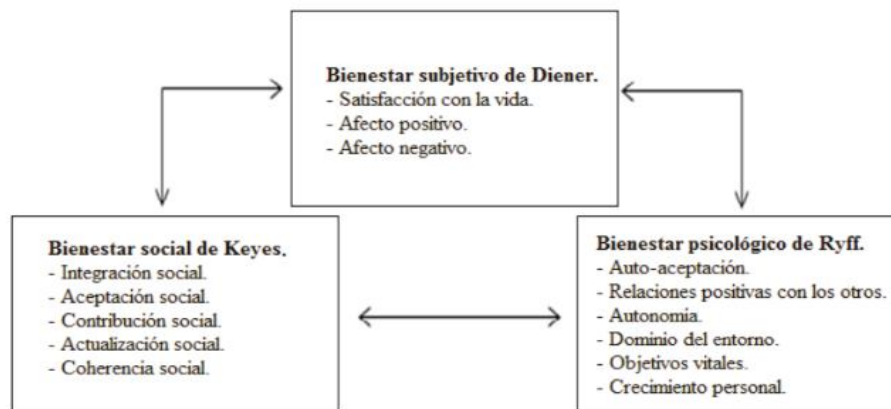 Bienestar subjetivo de Diener.
- Satisfacción con la vida.
- Afecto positivo.
- Afecto negativo.
Bienestar social de Keyes.
- Integración social.
- Aceptación social.
- Contribución social.
- Actualización social.
- Coherencia social.
Bienestar psicológico de Ryff.
- Auto-aceptación.
- Relaciones positivas con los otros.
- Autonomía.
- Dominio del entorno.
- Objetivos vitales.
- Crecimiento personal.